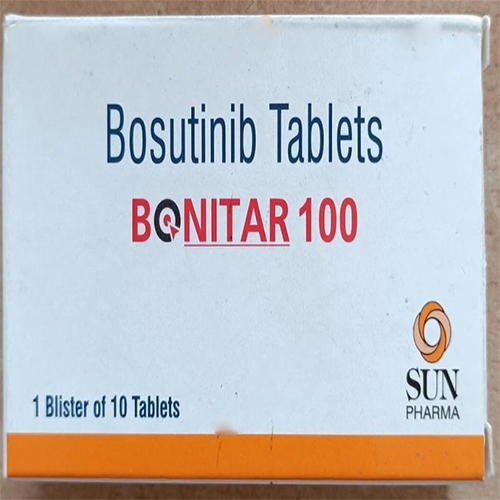 Bosutinib Tablets
BONITAR 100
1 Blister of 10 Tablets
SUN
PHARMA